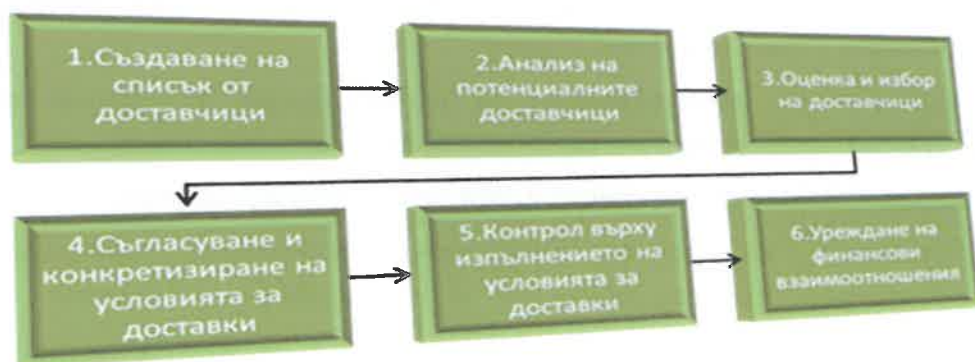 1.Създаване на
списък от
доставчици
2.Анализ на
потенциалните
доставчици
3.Оценка и избор
на доставчици
4.Съгласуване и
конкретизиране на
условията за
доставки
5.Контрол върху
изпълнението на
условията за
доставки
6.Уреждане на
финансови
взаимоотношения